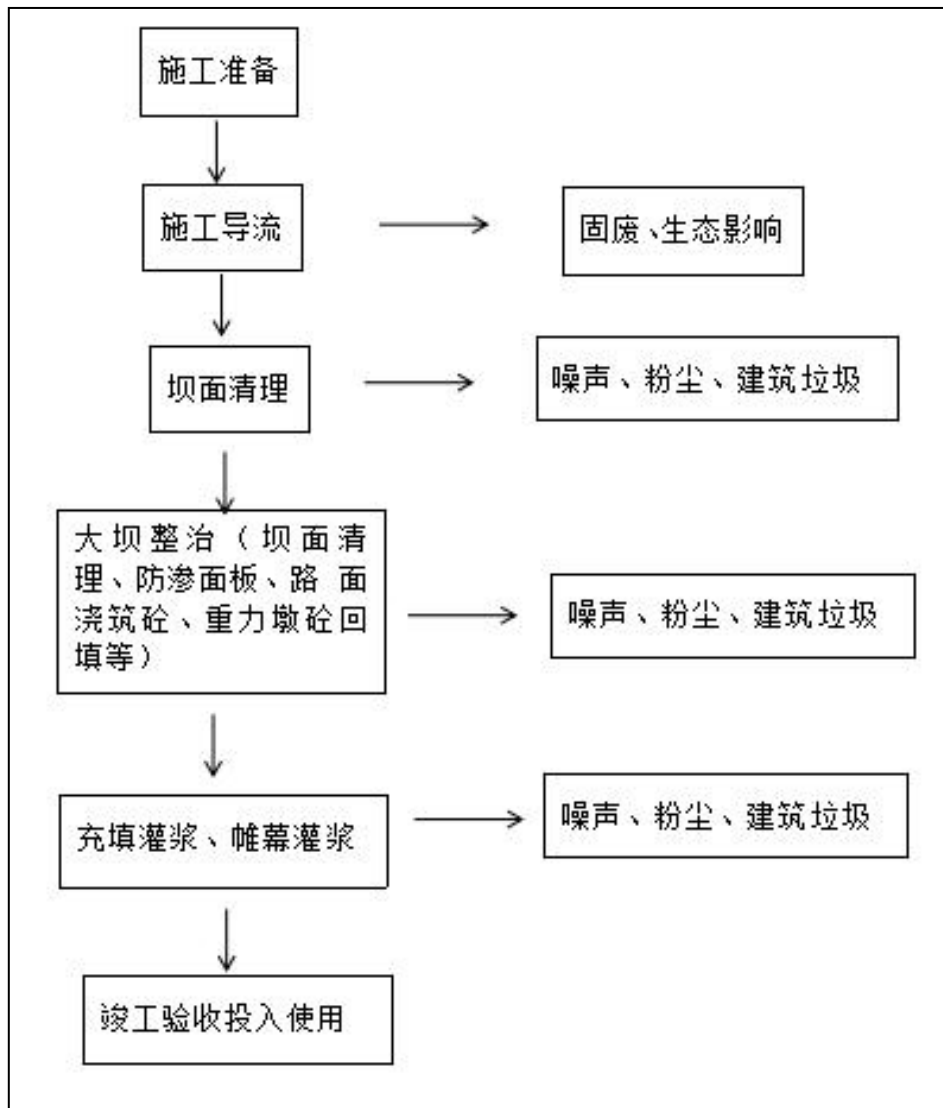 施工准备
施工导流
固废、生态影响
坝面清理
噪声、粉尘、建筑垃圾
大坝整治（坝面清
理、防渗面板、路 面
浇筑砼、重力墩砼回
填等）
噪声、粉尘、建筑垃圾
充填灌浆、帷幕灌浆
噪声、粉尘、建筑垃圾
竣工验收投入使用